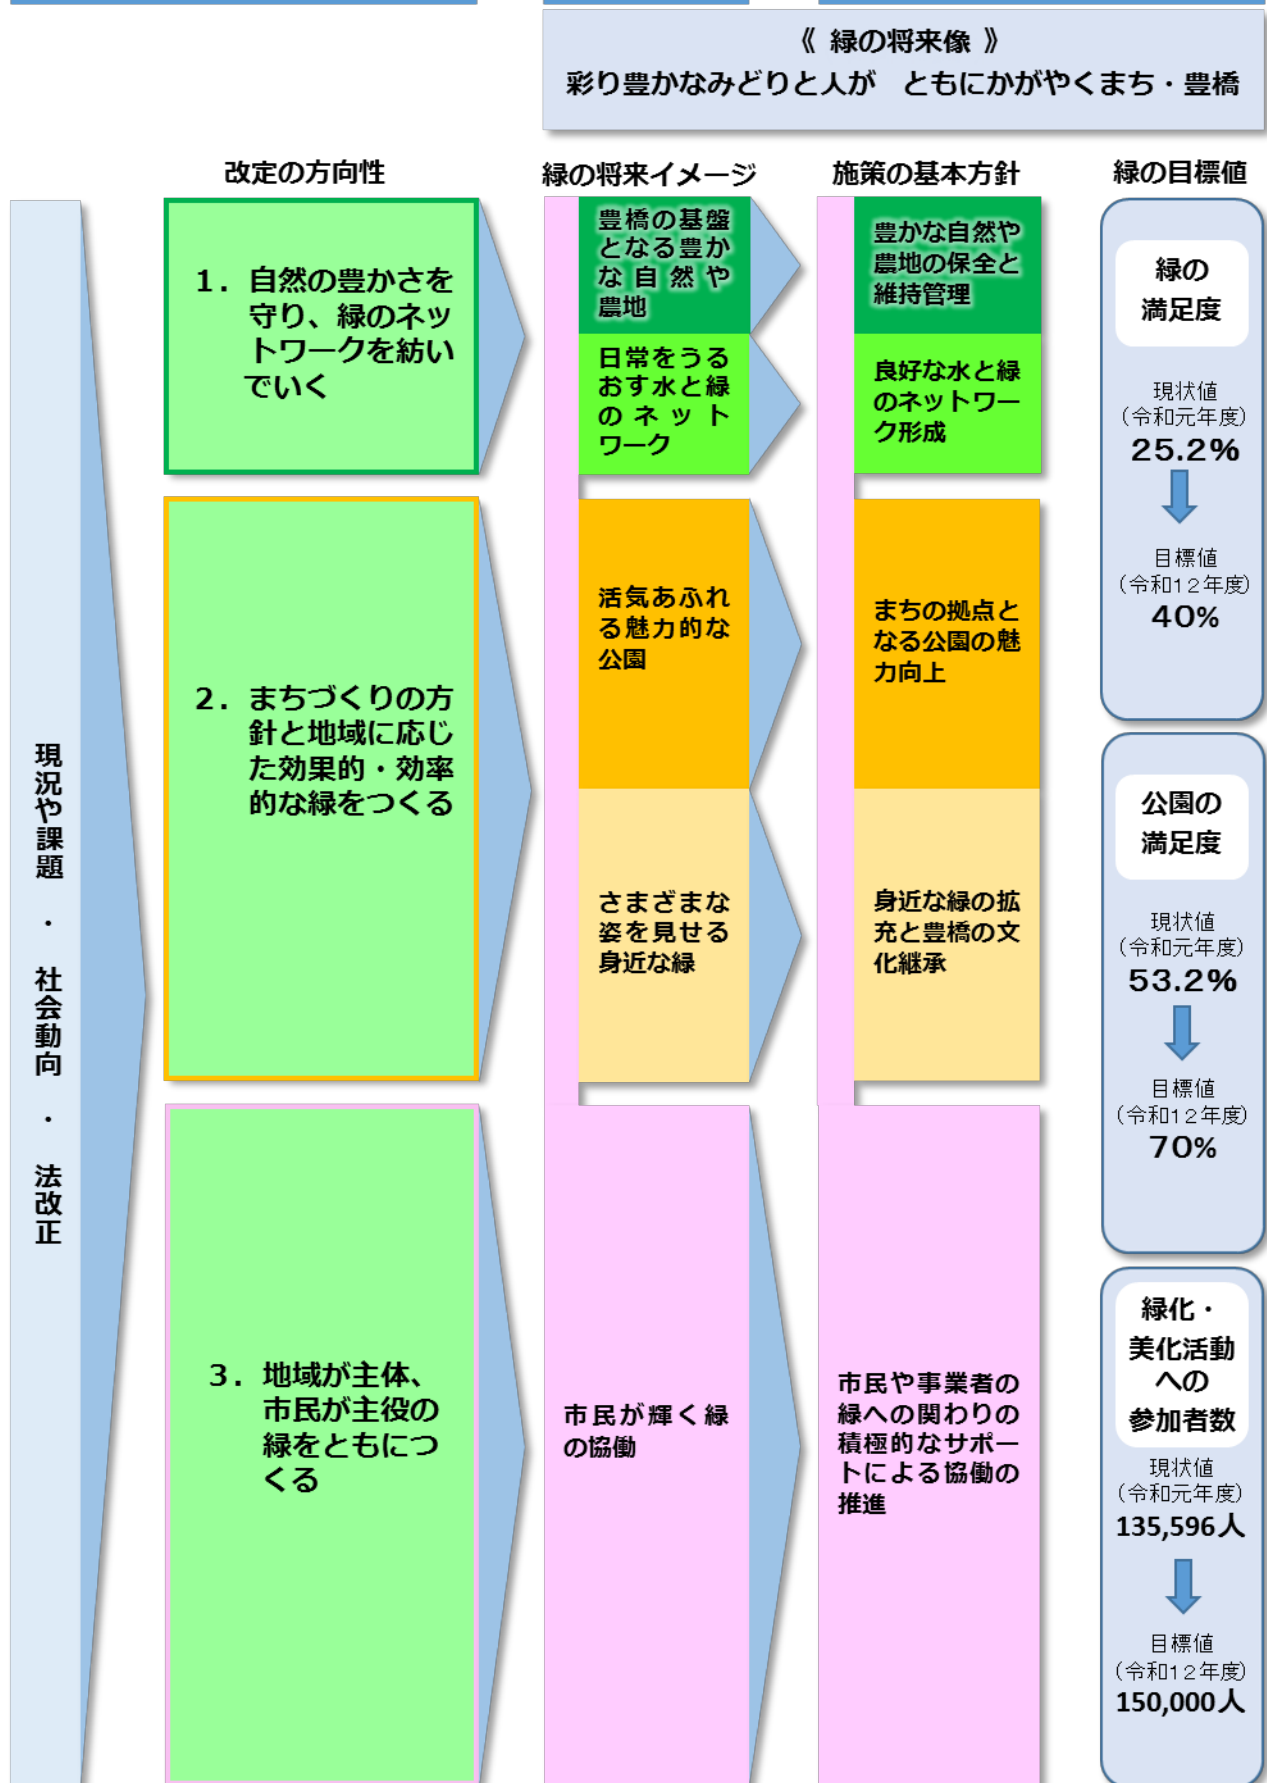 《 緑の将来像 》
彩り豊かなみどりと人が　ともにかがやくまち・豊橋
改定の方向性
緑の将来イメージ
施策の基本方針
緑の目標値
現況や課題・社会動向・法改正
1．自然の豊かさを
守り、緑のネッ
トワークを紡い
でいく
豊橋の基盤
となる豊か
な自然や
農地
豊かな自然や
農地の保全と
維持管理
日常をうる
おす水と緑
のネット
ワーク
良好な水と緑
のネットワー
ク形成
2．まちづくりの方
針と地域に応じ
た効果的・効率
的な緑をつくる
活気あふれ
る魅力的な
公園
まちの拠点と
なる公園の魅
力向上
さまざまな
姿を見せる
身近な緑
身近な緑の拡
充と豊橋の文
化継承
3．地域が主体、
市民が主役の
緑をともにつ
くる
市民が輝く緑
の協働
市民や事業者の
緑への関わりの
積極的なサポー
トによる協働の
推進
緑の
満足度
現状値
（令和元年度）
25.2%
目標値
（令和12年度）
40%
公園の
満足度
現状値
（令和元年度）
53.2%
目標値
（令和12年度）
70%
緑化・
美化活動
への
参加者数
現状値
（令和元年度）
135,596人
目標値
（令和12年度）
150,000人